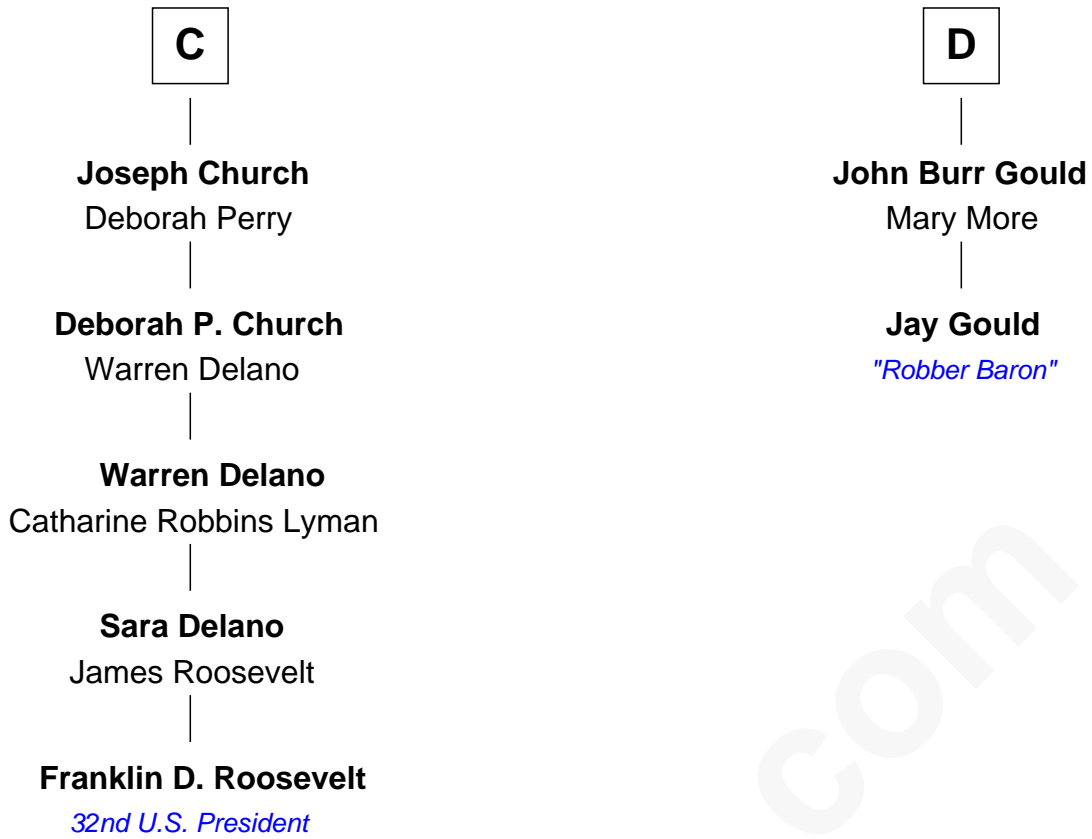 C
Joseph Church
Deborah Perry
Deborah P. Church
Warren Delano
Warren Delano
Catharine Robbins Lyman
Sara Delano
James Roosevelt
Franklin D. Roosevelt
32nd U.S. President
D
John Burr Gould
Mary More
Jay Gould
"Robber Baron"
com